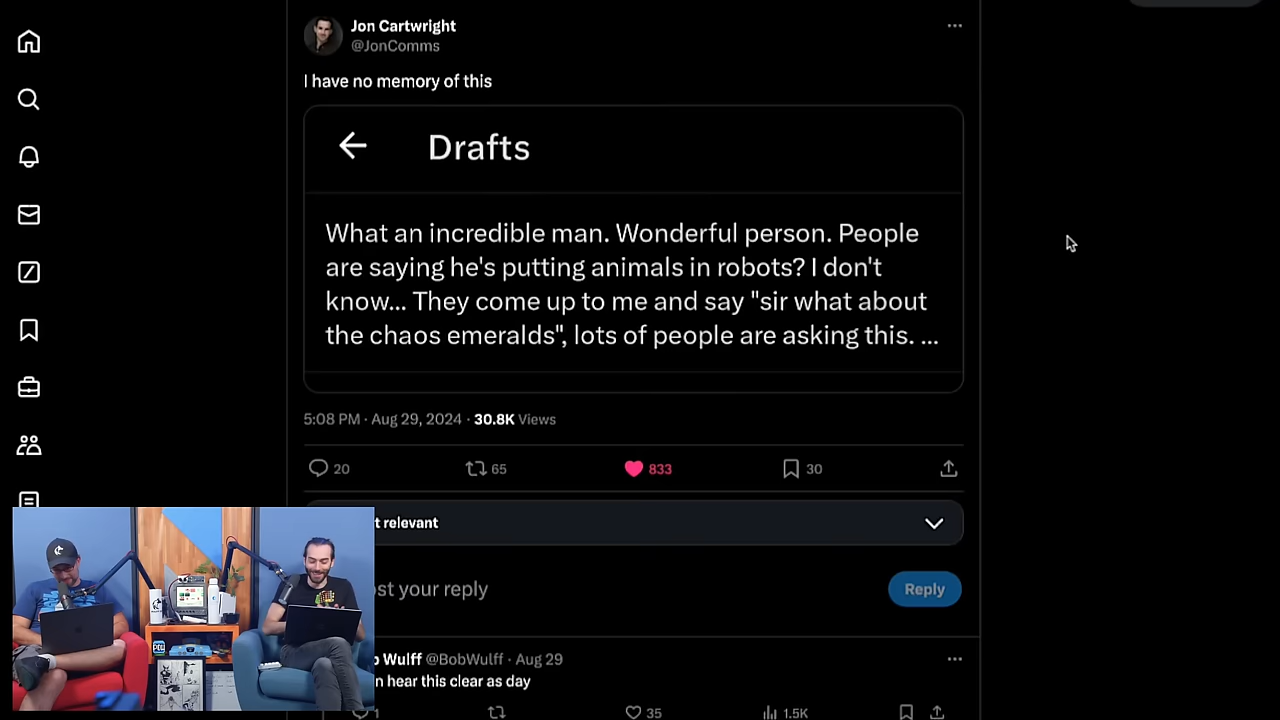 Jon Cartwright
@JonComms
I have no memory of this
Drafts
What an incredible man. Wonderful person. People
are saying he's putting animals in robots? I don't
know... They come up to me and say "sir what about
the chaos emeralds", lots of people are asking this. ...
5:08 PM · Aug 29, 2024 · 30.8K Views
20 65 833 30
t relevant
ost your reply
Reply
b Wulff @BobWulff · Aug 29
n hear this clear as day
1 35 1.5K